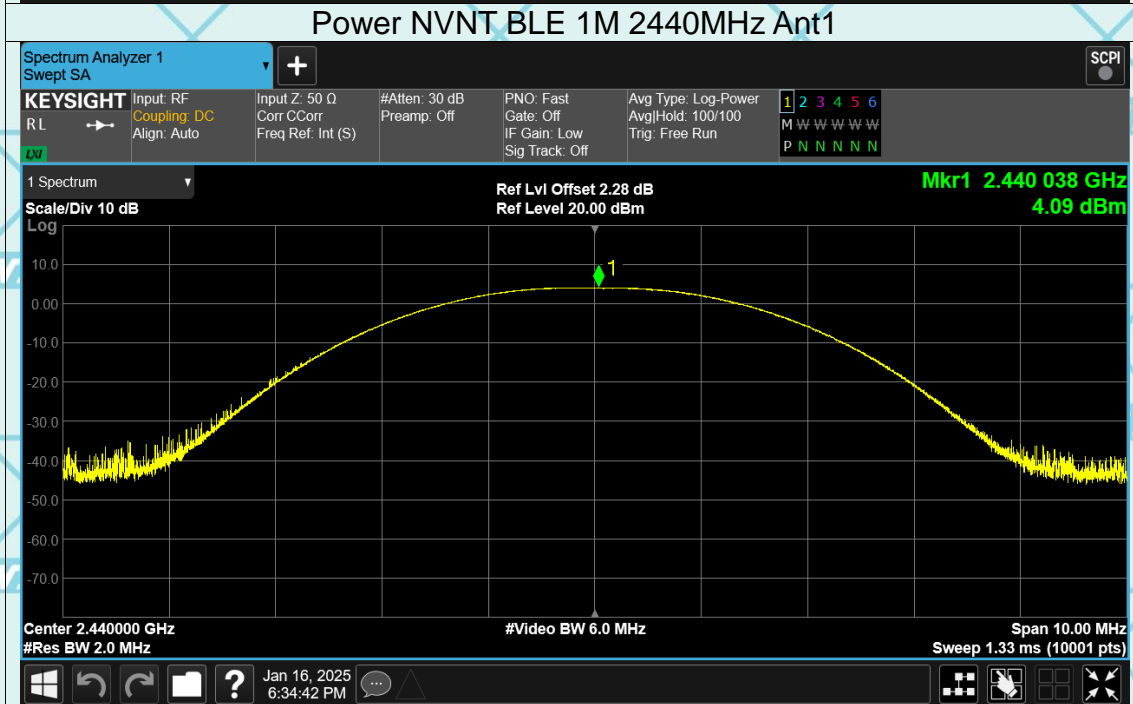 Power NVNT BLE 1M 2440MHz Ant1
Spectrum Analyzer 1
Swept SA
+
SCPI
KEYSIGHT
RL
LXI
Input: RF
Coupling: DC
Align: Auto
Input Z: 50 Ω
Corr CCorr
Freq Ref: Int (S)
#Atten: 30 dB
Preamp: Off
PNO: Fast
Gate: Off
IF Gain: Low
Sig Track: Off
Avg Type: Log-Power
Avg|Hold: 100/100
Trig: Free Run
1 2 3 4 5 6
M W W W W W
P N N N N N
1 Spectrum
Scale/Div 10 dB
Ref Lvl Offset 2.28 dB
Ref Level 20.00 dBm
Mkr1 2.440 038 GHz
4.09 dBm
Log
10.0
0.00
-10.0
-20.0
-30.0
-40.0
-50.0
-60.0
-70.0
1
Center 2.440000 GHz
#Res BW 2.0 MHz
#Video BW 6.0 MHz
Span 10.00 MHz
Sweep 1.33 ms (10001 pts)
?
Jan 16, 2025
6:34:42 PM